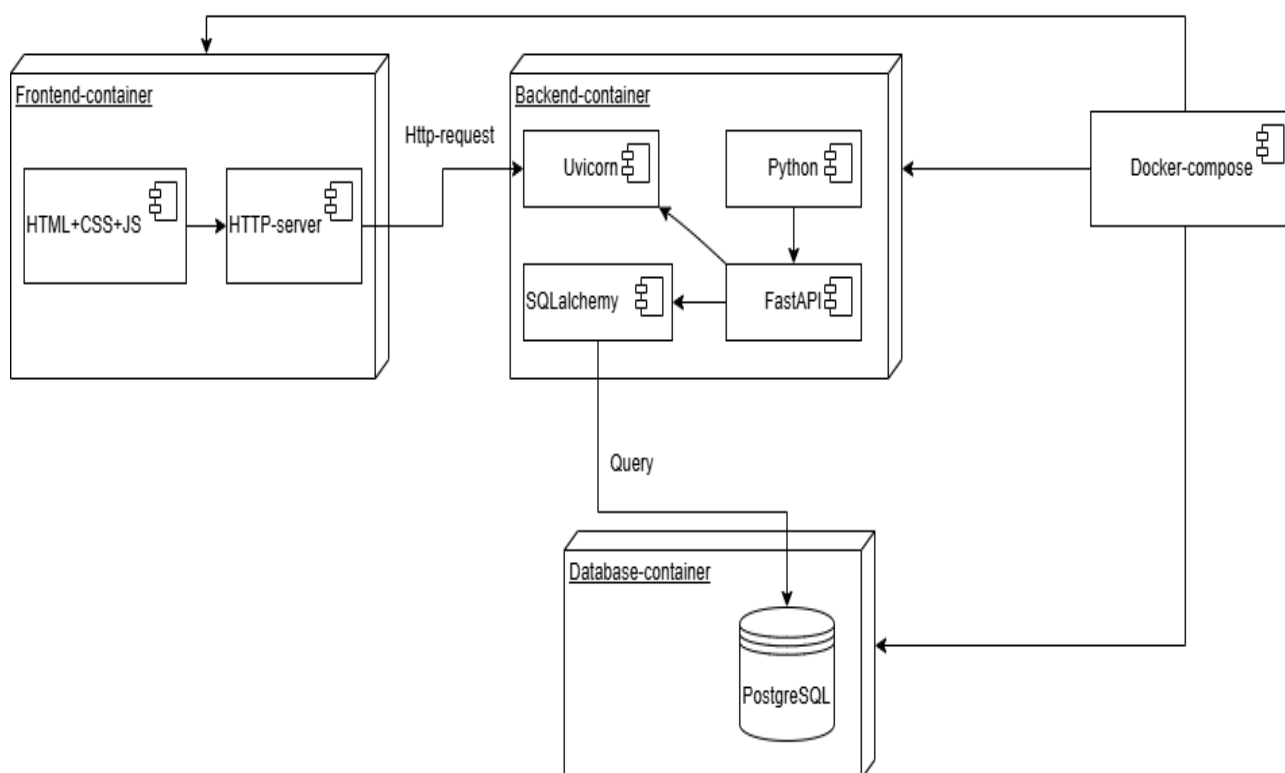 Frontend-container
Backend-container
Http-request
Uvicorn
Python
Docker-compose
HTML+CSS+JS
HTTP-server
SQLalchemy
FastAPI
Query
Database-container
PostgreSQL